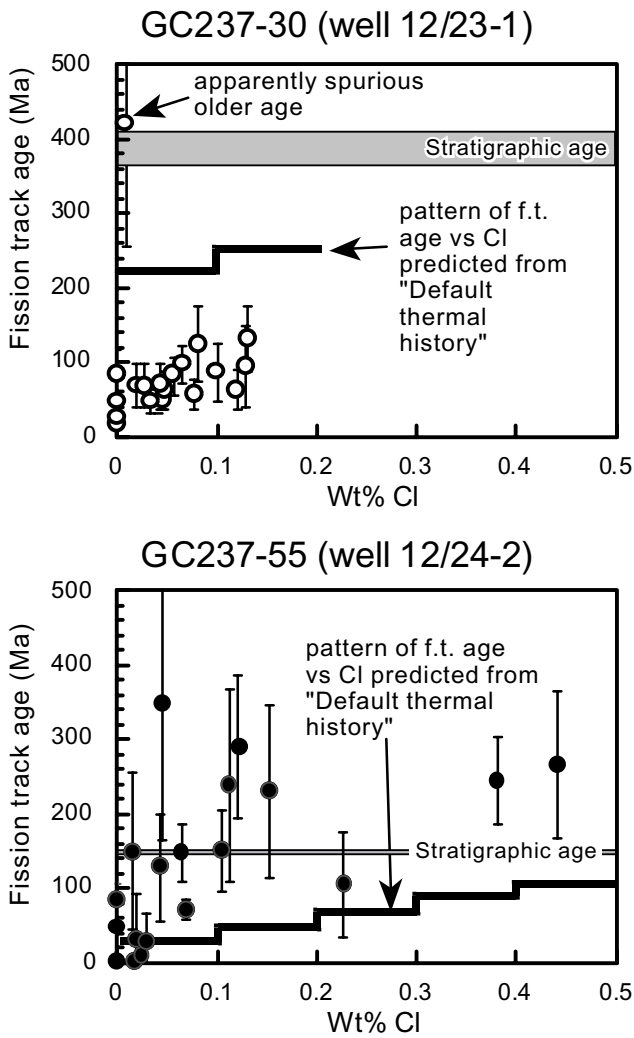 GC237-30 (well 12/23-1)
Fission track age (Ma)
500
400
300
200
100
0
apparently spurious
older age
Stratigraphic age
pattern of f.t.
age vs Cl
predicted from
"Default
thermal
history"
0
0.1
0.2
0.3
0.4
0.5
Wt% Cl
GC237-55 (well 12/24-2)
Fission track age (Ma)
500
400
300
200
100
0
pattern of f.t. age
vs Cl predicted from
"Default thermal
history"
Stratigraphic age
0
0.1
0.2
0.3
0.4
0.5
Wt% Cl